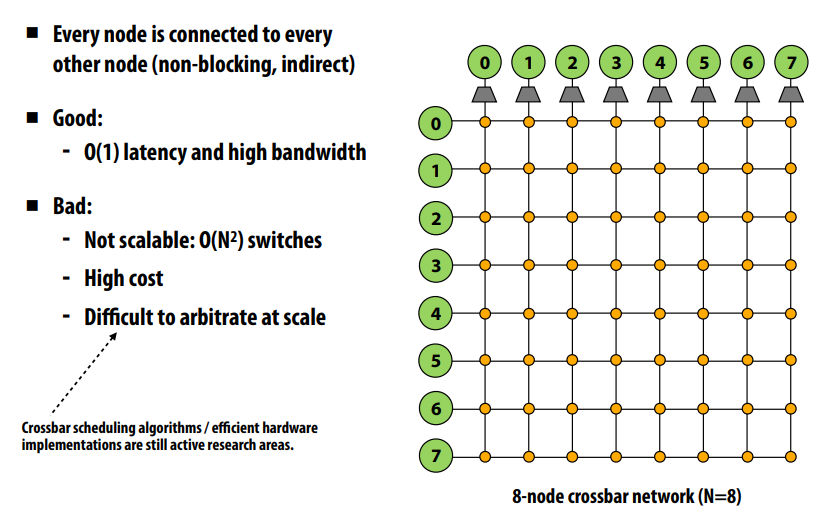 Every node is connected to every
other node (non-blocking, indirect)
Good:
- O(1) latency and high bandwidth
Bad:
- Not scalable: O(N²) switches
- High cost
- Difficult to arbitrate at scale
Crossbar scheduling algorithms / efficient hardware
implementations are still active research areas.
0 1 2 3 4 5 6 7
0
1
2
3
4
5
6
7
8-node crossbar network (N=8)